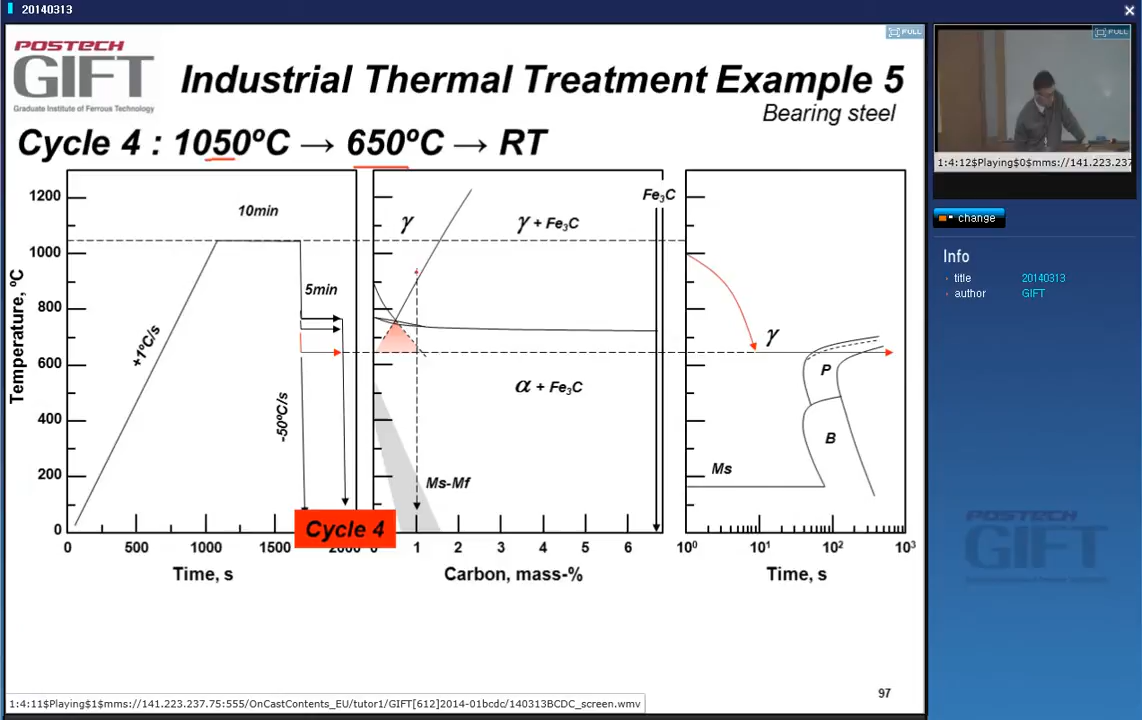 20140313
POSTECH
GIFT
Graduate Institute of Ferrous Technology
Industrial Thermal Treatment Example 5
Bearing steel
Cycle 4 : 1050ºC → 650ºC → RT
1200
1000
800
600
400
200
0
Temperature, ºC
10min
5min
+1ºC/s
-50ºC/s
Cycle 4
0
500
1000
1500
2000
Time, s
γ
γ + Fe₃C
Fe₃C
α + Fe₃C
Ms-Mf
0
1
2
3
4
5
6
Carbon, mass-%
γ
P
B
Ms
10⁰
10¹
10²
10³
Time, s
97
1:4:11$Playing$1$mms://141.223.237.75:555/OnCastContents_EU/tutor1/GIFT[612]2014-01bcdc/140313BCDC_screen.wmv
FULL
FULL
1:4:12$Playing$0$mms://141.223.237
change
Info
title 20140313
author GIFT
POSTECH
GIFT